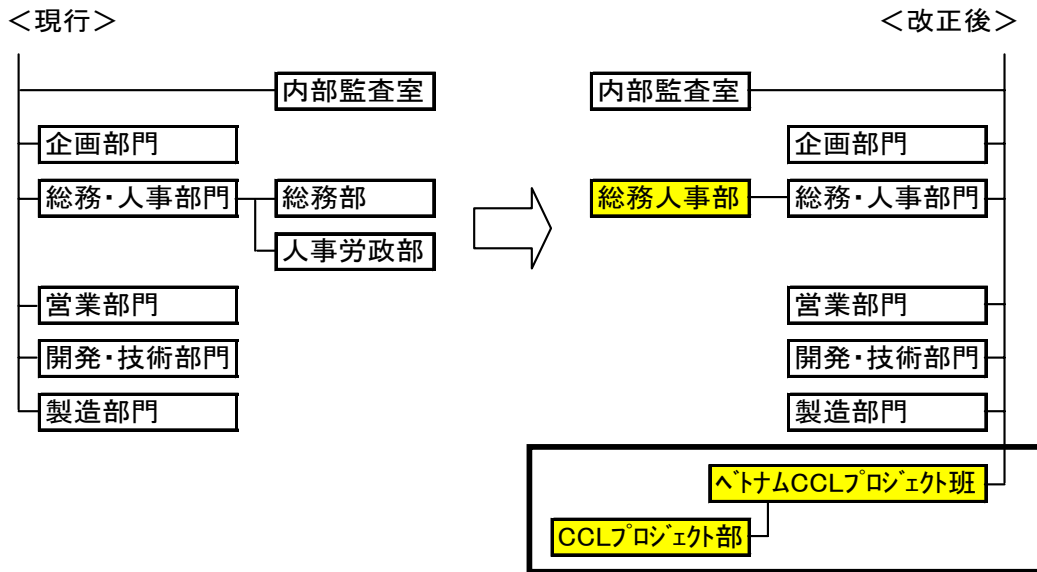 ＜現行＞
＜改正後＞
内部監査室
企画部門
総務・人事部門
総務部
人事労政部
営業部門
開発・技術部門
製造部門
内部監査室
企画部門
総務人事部
総務・人事部門
営業部門
開発・技術部門
製造部門
ﾍﾞﾄﾅﾑCCLﾌﾟﾛｼﾞｪｸﾄ班
CCLﾌﾟﾛｼﾞｪｸﾄ部